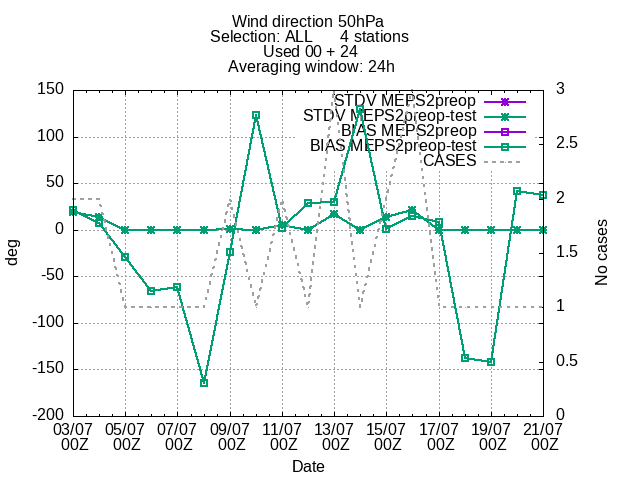 Wind direction 50hPa
Selection: ALL 4 stations
Used 00 + 24
Averaging window: 24h
STDV MEPS2preop
STDV MEPS2preop-test
BIAS MEPS2preop
BIAS MEPS2preop-test
CASES
150
100
50
0
-50
-100
-150
-200
deg
3
2.5
2
1.5
1
0.5
0
No cases
03/07 05/07 07/07 09/07 11/07 13/07 15/07 17/07 19/07 21/07
00Z 00Z 00Z 00Z 00Z 00Z 00Z 00Z 00Z 00Z
Date